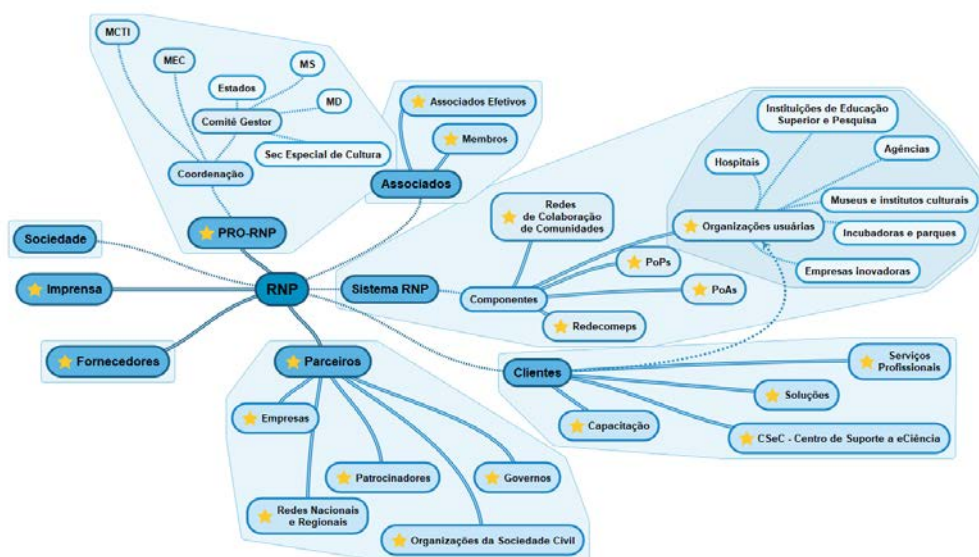 MCTI
MEC
MS
Estados
MD
Comitê Gestor
Sec Especial de Cultura
Coordenação
PRO-RNP
Associados Efetivos
Membros
Associados
Instituições de Educação
Superior e Pesquisa
Hospitais
Agências
Museus e institutos culturais
Organizações usuárias
Incubadoras e parques
Empresas inovadoras
Redes
de Colaboração
de Comunidades
PoPs
PoAs
Componentes
Redecomeps
Sistema RNP
Sociedade
Imprensa
RNP
Fornecedores
Parceiros
Empresas
Patrocinadores
Governos
Redes Nacionais
e Regionais
Organizações da Sociedade Civil
Clientes
Serviços
Profissionais
Soluções
Capacitação
CSeC - Centro de Suporte a eCiência